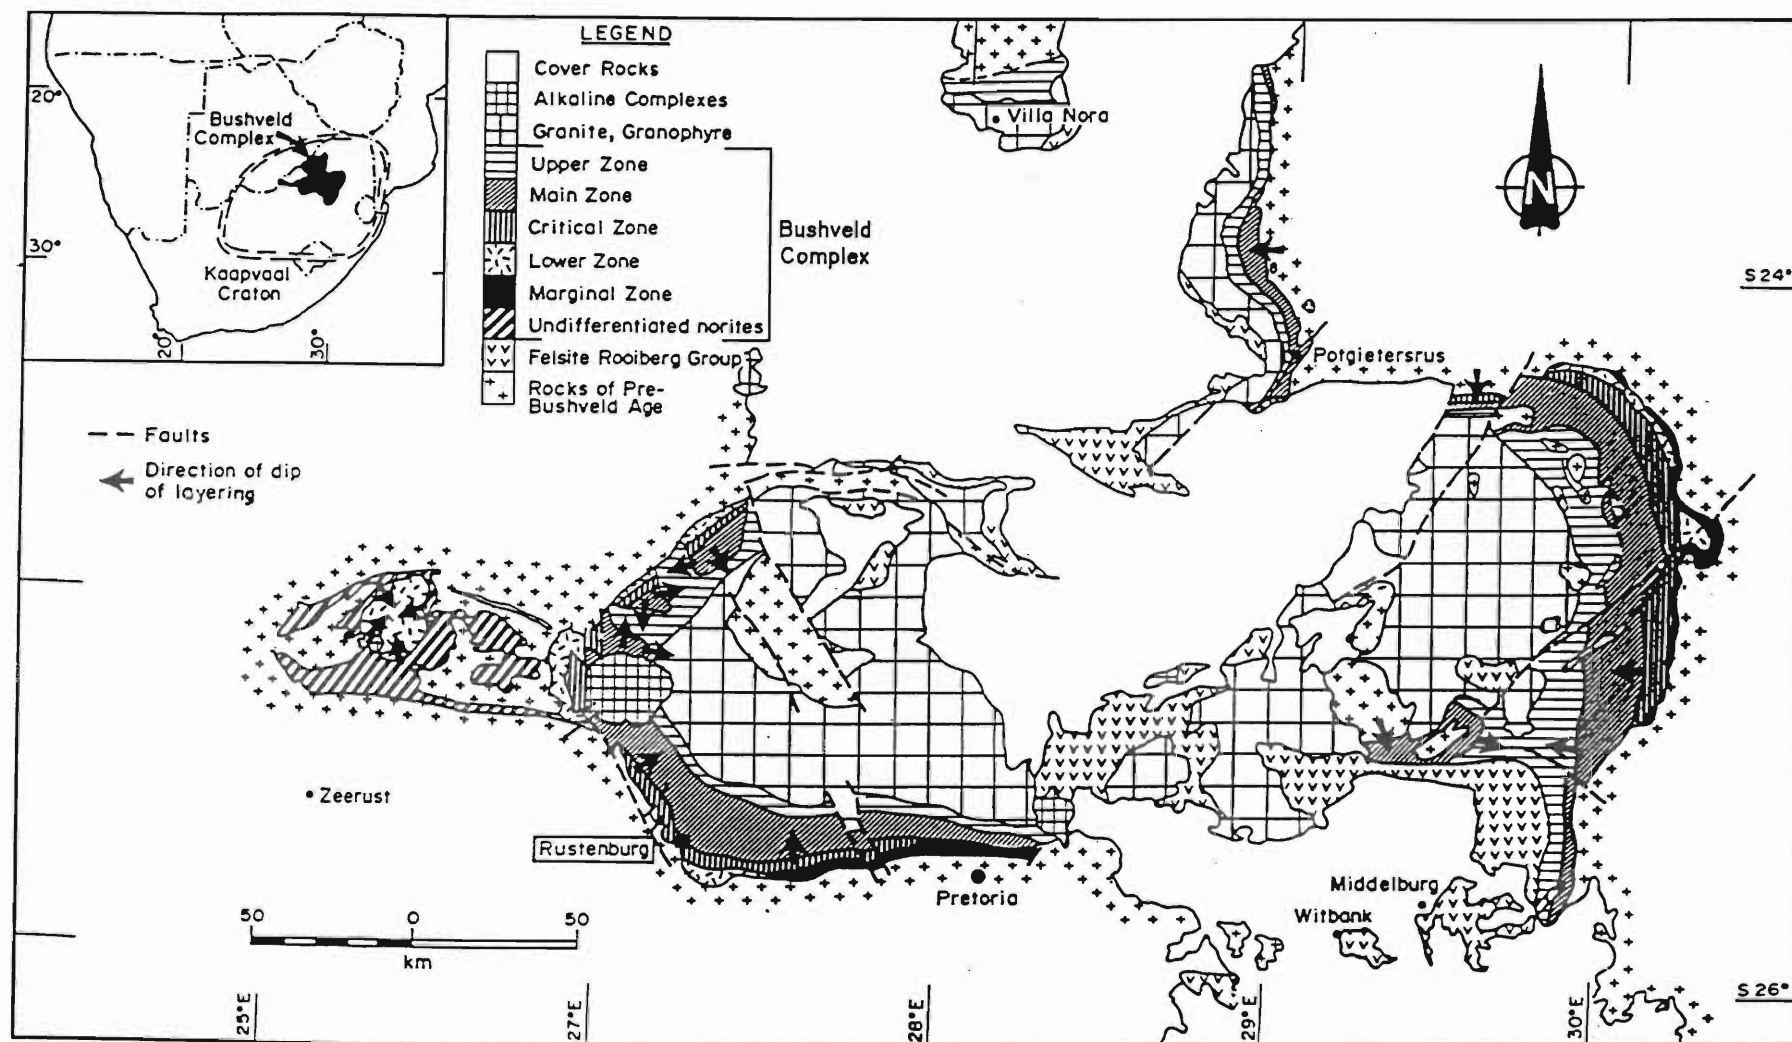 20°
30°
20°
30°
Bushveld
Complex
Kaapvaal
Craton
LEGEND
Cover Rocks
Alkaline Complexes
Granite, Granophyre
Upper Zone
Main Zone
Critical Zone
Lower Zone
Marginal Zone
Undifferentiated norites
Felsite Rooiberg Group
Rocks of Pre-
Bushveld Age
Bushveld
Complex
Faults
Direction of dip
of layering
Villa Nora
N
S 24°
Potgietersrus
Zeerust
Rustenburg
Pretoria
Middelburg
Witbank
50 0 50
km
25°E
27°E
28°E
29°E
30°E
S 26°